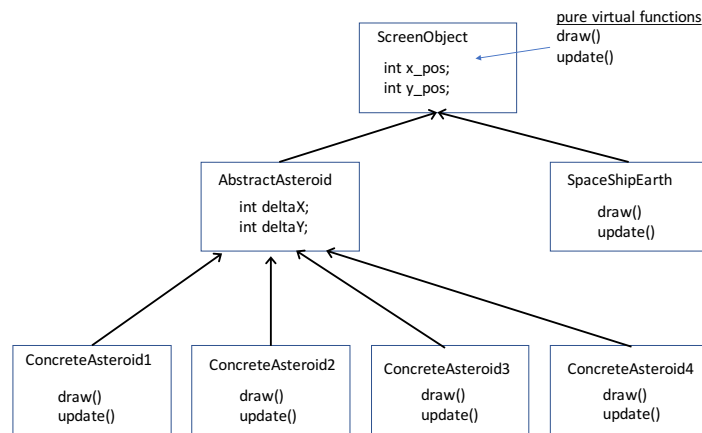 pure virtual functions
draw()
update()
ScreenObject
int x_pos;
int y_pos;
AbstractAsteroid
int deltaX;
int deltaY;
SpaceShipEarth
draw()
update()
ConcreteAsteroid1
draw()
update()
ConcreteAsteroid2
draw()
update()
ConcreteAsteroid3
draw()
update()
ConcreteAsteroid4
draw()
update()